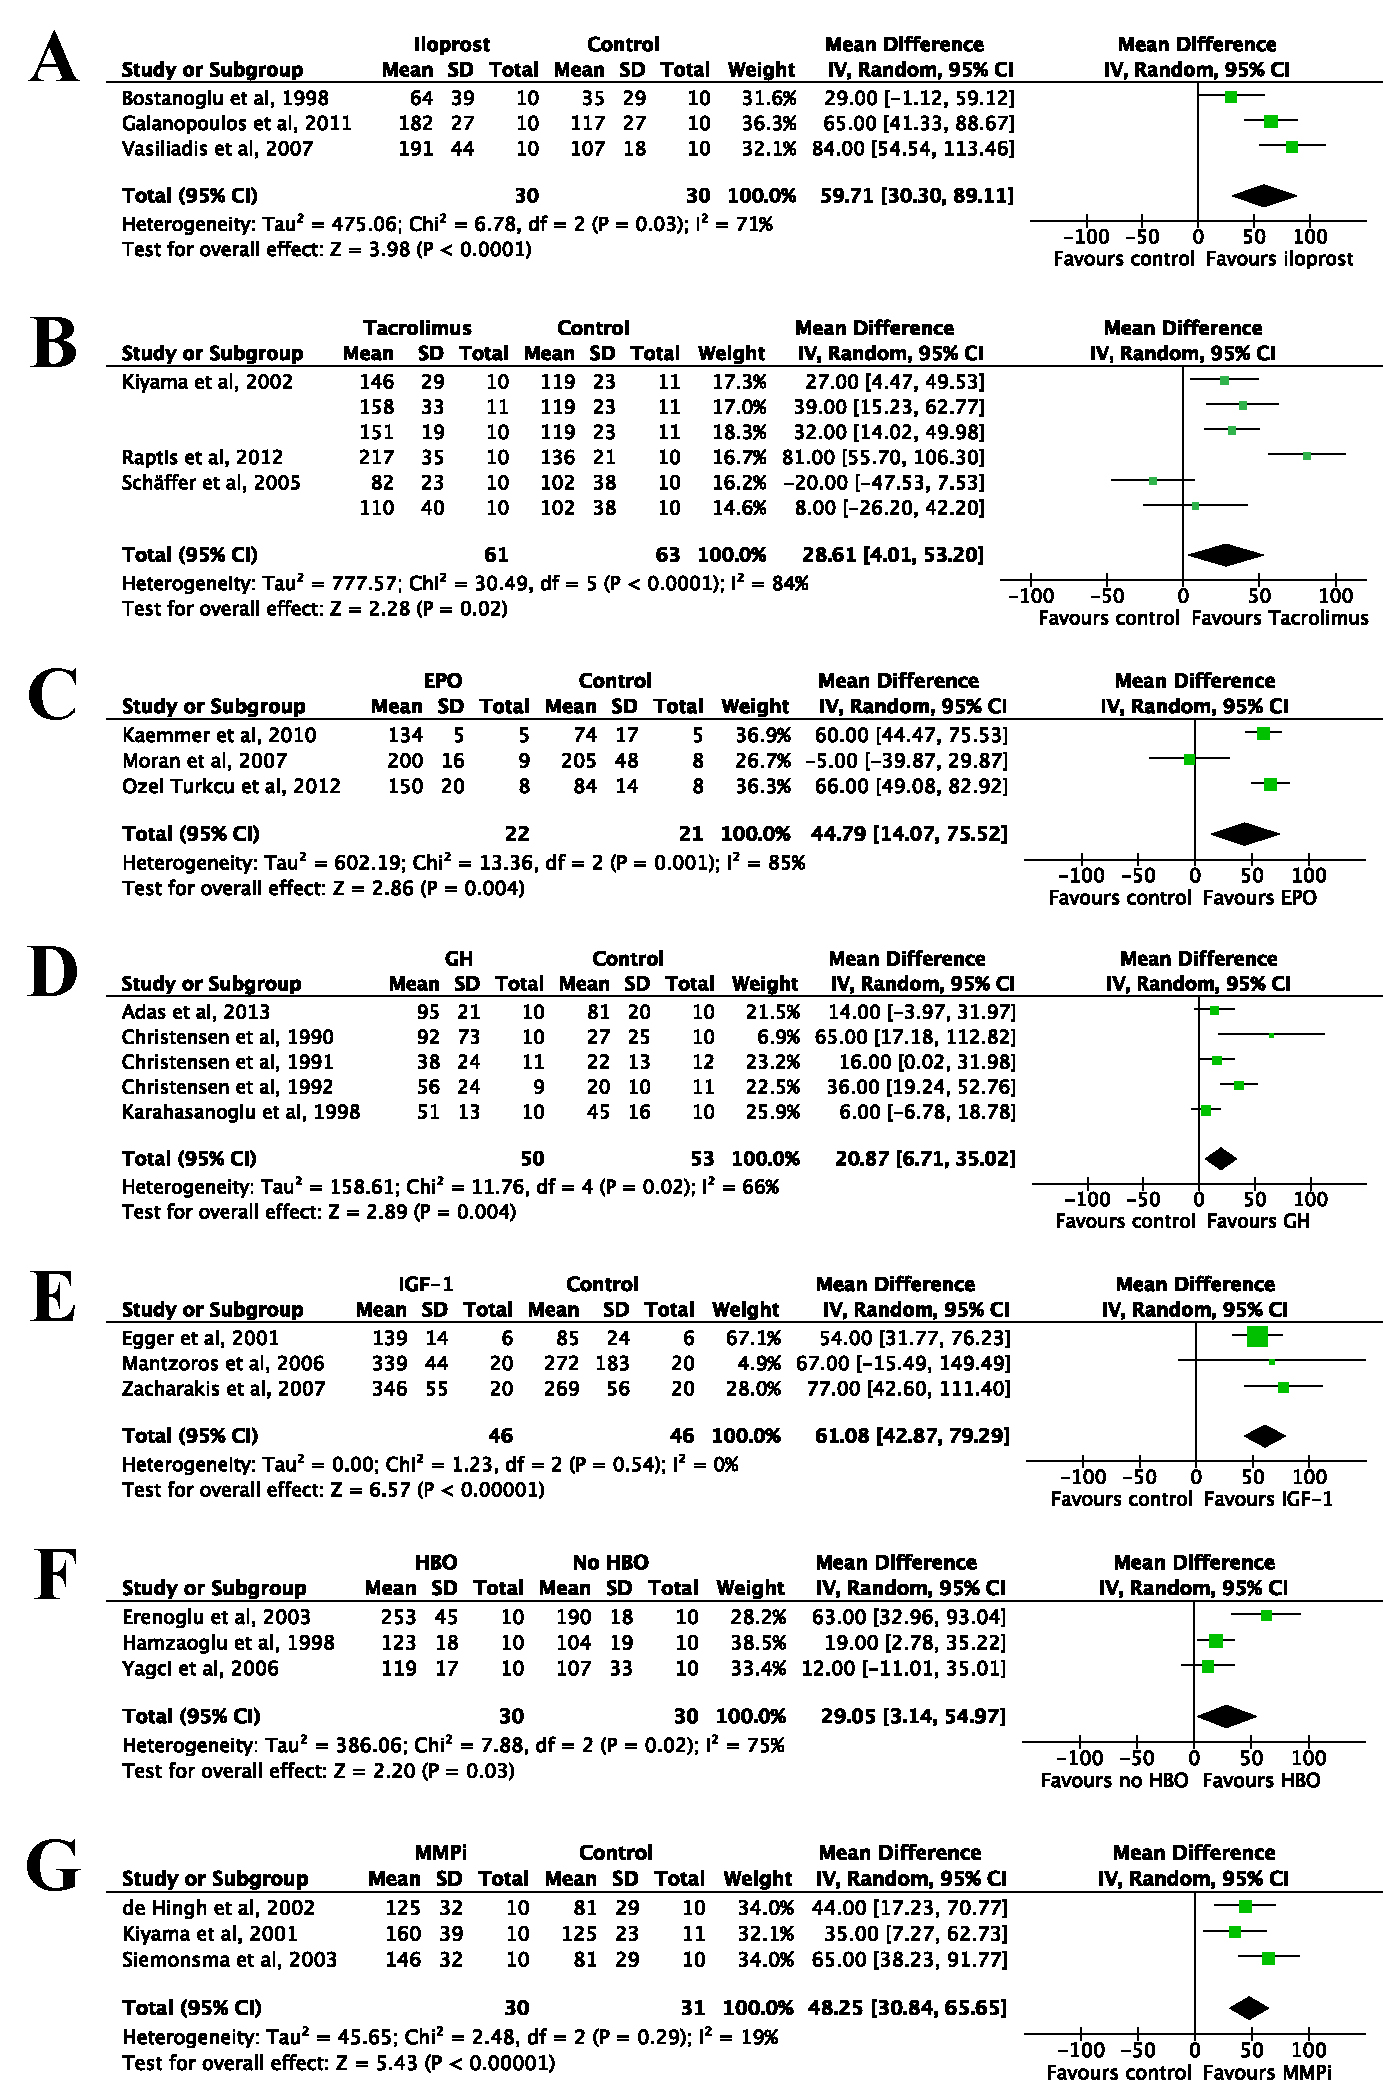 A
Iloprost Control Mean Difference Mean Difference
Study or Subgroup Mean SD Total Mean SD Total Weight IV, Random, 95% CI IV, Random, 95% CI
Bostanoglu et al, 1998 64 39 10 35 29 10 31.6% 29.00 [-1.12, 59.12]
Galanopoulos et al, 2011 182 27 10 117 27 10 36.3% 65.00 [41.33, 88.67]
Vasiliadis et al, 2007 191 44 10 107 18 10 32.1% 84.00 [54.54, 113.46]
Total (95% CI) 30 30 100.0% 59.71 [30.30, 89.11]
Heterogeneity: Tau² = 475.06; Chi² = 6.78, df = 2 (P = 0.03); I² = 71%
Test for overall effect: Z = 3.98 (P < 0.0001)
-100 -50 0 50 100
Favours control Favours iloprost
B
Tacrolimus Control Mean Difference Mean Difference
Study or Subgroup Mean SD Total Mean SD Total Weight IV, Random, 95% CI IV, Random, 95% CI
Kiyama et al, 2002 146 29 10 119 23 11 17.3% 27.00 [4.47, 49.53]
158 33 11 119 23 11 17.0% 39.00 [15.23, 62.77]
151 19 10 119 23 11 18.3% 32.00 [14.02, 49.98]
Raptis et al, 2012 217 35 10 136 21 10 16.7% 81.00 [55.70, 106.30]
Schäffer et al, 2005 82 23 10 102 38 10 16.2% -20.00 [-47.53, 7.53]
110 40 10 102 38 10 14.6% 8.00 [-26.20, 42.20]
Total (95% CI) 61 63 100.0% 28.61 [4.01, 53.20]
Heterogeneity: Tau² = 777.57; Chi² = 30.49, df = 5 (P < 0.0001); I² = 84%
Test for overall effect: Z = 2.28 (P = 0.02)
-100 -50 0 50 100
Favours control Favours Tacrolimus
C
EPO Control Mean Difference Mean Difference
Study or Subgroup Mean SD Total Mean SD Total Weight IV, Random, 95% CI IV, Random, 95% CI
Kaemmer et al, 2010 134 5 5 74 17 5 36.9% 60.00 [44.47, 75.53]
Moran et al, 2007 200 16 9 205 48 8 26.7% -5.00 [-39.87, 29.87]
Ozel Turkcu et al, 2012 150 20 8 84 14 8 36.3% 66.00 [49.08, 82.92]
Total (95% CI) 22 21 100.0% 44.79 [14.07, 75.52]
Heterogeneity: Tau² = 602.19; Chi² = 13.36, df = 2 (P = 0.001); I² = 85%
Test for overall effect: Z = 2.86 (P = 0.004)
-100 -50 0 50 100
Favours control Favours EPO
D
GH Control Mean Difference Mean Difference
Study or Subgroup Mean SD Total Mean SD Total Weight IV, Random, 95% CI IV, Random, 95% CI
Adas et al, 2013 95 21 10 81 20 10 21.5% 14.00 [-3.97, 31.97]
Christensen et al, 1990 92 73 10 27 25 10 6.9% 65.00 [17.18, 112.82]
Christensen et al, 1991 38 24 11 22 13 12 23.2% 16.00 [0.02, 31.98]
Christensen et al, 1992 56 24 9 20 10 11 22.5% 36.00 [19.24, 52.76]
Karahasanoglu et al, 1998 51 13 10 45 16 10 25.9% 6.00 [-6.78, 18.78]
Total (95% CI) 50 53 100.0% 20.87 [6.71, 35.02]
Heterogeneity: Tau² = 158.61; Chi² = 11.76, df = 4 (P = 0.02); I² = 66%
Test for overall effect: Z = 2.89 (P = 0.004)
-100 -50 0 50 100
Favours control Favours GH
E
IGF-1 Control Mean Difference Mean Difference
Study or Subgroup Mean SD Total Mean SD Total Weight IV, Random, 95% CI IV, Random, 95% CI
Egger et al, 2001 139 14 6 85 24 6 67.1% 54.00 [31.77, 76.23]
Mantzoros et al, 2006 339 44 20 272 183 20 4.9% 67.00 [-15.49, 149.49]
Zacharakis et al, 2007 346 55 20 269 56 20 28.0% 77.00 [42.60, 111.40]
Total (95% CI) 46 46 100.0% 61.08 [42.87, 79.29]
Heterogeneity: Tau² = 0.00; Chi² = 1.23, df = 2 (P = 0.54); I² = 0%
Test for overall effect: Z = 6.57 (P < 0.00001)
-100 -50 0 50 100
Favours control Favours IGF-1
F
HBO No HBO Mean Difference Mean Difference
Study or Subgroup Mean SD Total Mean SD Total Weight IV, Random, 95% CI IV, Random, 95% CI
Erenoglu et al, 2003 253 45 10 190 18 10 28.2% 63.00 [32.96, 93.04]
Hamzaoglu et al, 1998 123 18 10 104 19 10 38.5% 19.00 [2.78, 35.22]
Yagci et al, 2006 119 17 10 107 33 10 33.4% 12.00 [-11.01, 35.01]
Total (95% CI) 30 30 100.0% 29.05 [3.14, 54.97]
Heterogeneity: Tau² = 386.06; Chi² = 7.88, df = 2 (P = 0.02); I² = 75%
Test for overall effect: Z = 2.20 (P = 0.03)
-100 -50 0 50 100
Favours no HBO Favours HBO
G
MMPi Control Mean Difference Mean Difference
Study or Subgroup Mean SD Total Mean SD Total Weight IV, Random, 95% CI IV, Random, 95% CI
de Hingh et al, 2002 125 32 10 81 29 10 34.0% 44.00 [17.23, 70.77]
Kiyama et al, 2001 160 39 10 125 23 11 32.1% 35.00 [7.27, 62.73]
Siemonsma et al, 2003 146 32 10 81 29 10 34.0% 65.00 [38.23, 91.77]
Total (95% CI) 30 31 100.0% 48.25 [30.84, 65.65]
Heterogeneity: Tau² = 45.65; Chi² = 2.48, df = 2 (P = 0.29); I² = 19%
Test for overall effect: Z = 5.43 (P < 0.00001)
-100 -50 0 50 100
Favours control Favours MMPi